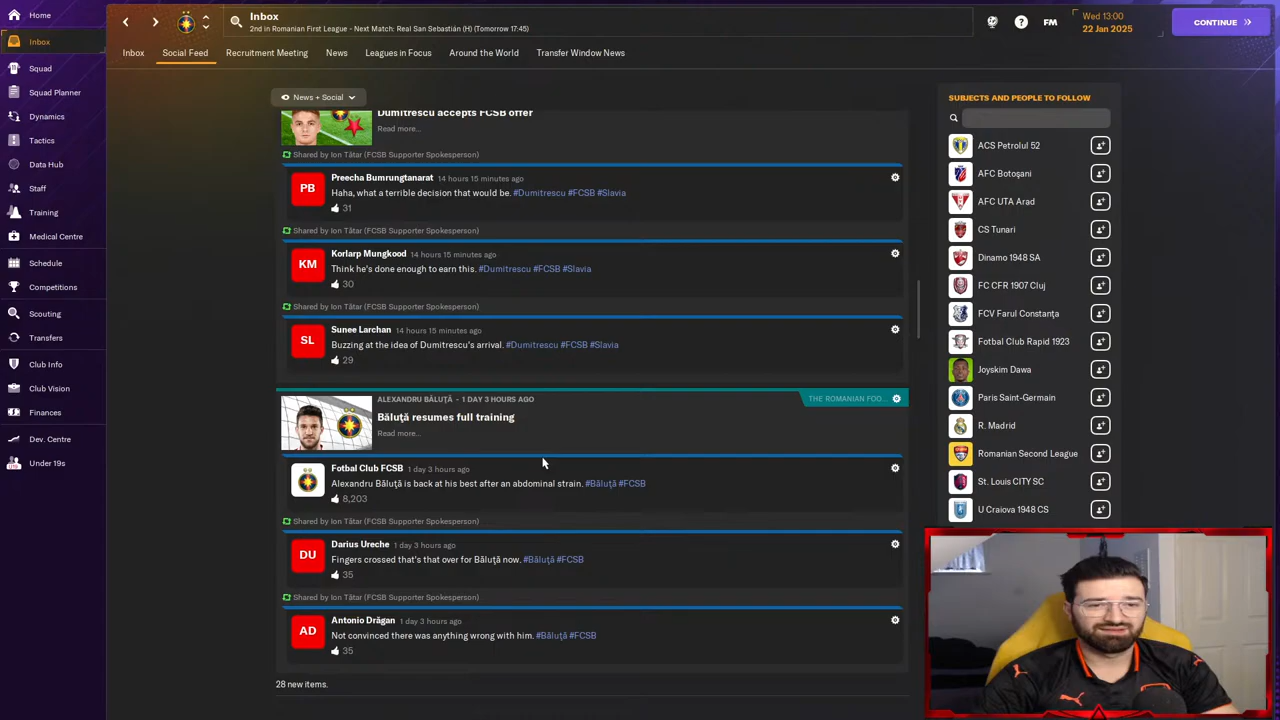 Home
Inbox
Squad
Squad Planner
Dynamics
Tactics
Data Hub
Staff
Training
Medical Centre
Schedule
Competitions
Scouting
Transfers
Club Info
Club Vision
Finances
Dev. Centre
Under 19s
Inbox
2nd in Romanian First League - Next Match: Real San Sebastián (H) (Tomorrow 17:45)
FM
Wed 13:00
22 Jan 2025
CONTINUE
Inbox
Social Feed
Recruitment Meeting
News
Leagues in Focus
Around the World
Transfer Window News
News + Social
Dumitrescu accepts FCSB offer
Read more...
Shared by Ion Tătar (FCSB Supporter Spokesperson)
PB
Preecha Bumrungtanarat 14 hours 15 minutes ago
Haha, what a terrible decision that would be. #Dumitrescu #FCSB #Slavia
31
Shared by Ion Tătar (FCSB Supporter Spokesperson)
KM
Korlarp Mungkood 14 hours 15 minutes ago
Think he's done enough to earn this. #Dumitrescu #FCSB #Slavia
30
Shared by Ion Tătar (FCSB Supporter Spokesperson)
SL
Sunee Larchan 14 hours 15 minutes ago
Buzzing at the idea of Dumitrescu's arrival. #Dumitrescu #FCSB #Slavia
29
ALEXANDRU BĂLUŢĂ - 1 DAY 3 HOURS AGO
THE ROMANIAN FOO...
Băluţă resumes full training
Read more...
Fotbal Club FCSB 1 day 3 hours ago
Alexandru Băluţă is back at his best after an abdominal strain. #Băluţă #FCSB
8,203
Shared by Ion Tătar (FCSB Supporter Spokesperson)
DU
Darius Ureche 1 day 3 hours ago
Fingers crossed that's that over for Băluţă now. #Băluţă #FCSB
35
Shared by Ion Tătar (FCSB Supporter Spokesperson)
AD
Antonio Drăgan 1 day 3 hours ago
Not convinced there was anything wrong with him. #Băluţă #FCSB
35
28 new items.
SUBJECTS AND PEOPLE TO FOLLOW
ACS Petrolul 52
AFC Botoşani
AFC UTA Arad
CS Tunari
Dinamo 1948 SA
FC CFR 1907 Cluj
FCV Farul Constanţa
Fotbal Club Rapid 1923
Joyskim Dawa
Paris Saint-Germain
R. Madrid
Romanian Second League
St. Louis CITY SC
U Craiova 1948 CS